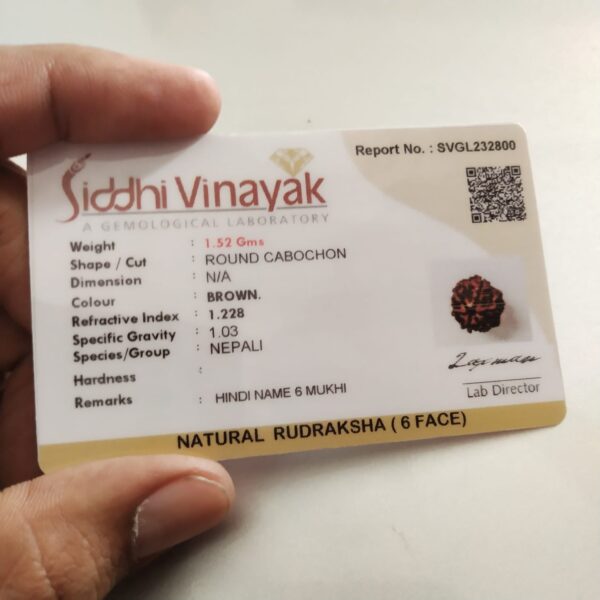 Siddhi Vinayak
A GEMOLOGICAL LABORATORY
Report No. : SVGL232800
Weight : 1.52 Gms
Shape / Cut : ROUND CABOCHON
Dimension : N/A
Colour : BROWN.
Refractive Index : 1.228
Specific Gravity : 1.03
Species/Group : NEPALI
Hardness :
Remarks : HINDI NAME 6 MUKHI
Laxman
Lab Director
NATURAL RUDRAKSHA ( 6 FACE)